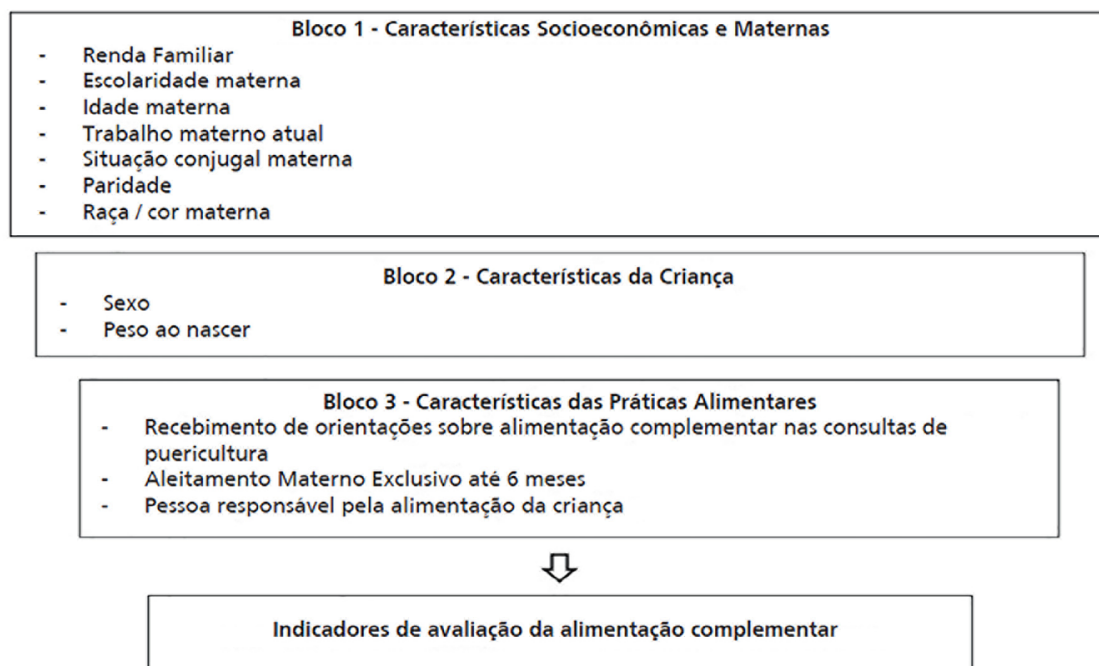 Bloco 1 - Características Socioeconômicas e Maternas
- Renda Familiar
- Escolaridade materna
- Idade materna
- Trabalho materno atual
- Situação conjugal materna
- Paridade
- Raça / cor materna
Bloco 2 - Características da Criança
- Sexo
- Peso ao nascer
Bloco 3 - Características das Práticas Alimentares
- Recebimento de orientações sobre alimentação complementar nas consultas de
puericultura
- Aleitamento Materno Exclusivo até 6 meses
- Pessoa responsável pela alimentação da criança
Indicadores de avaliação da alimentação complementar